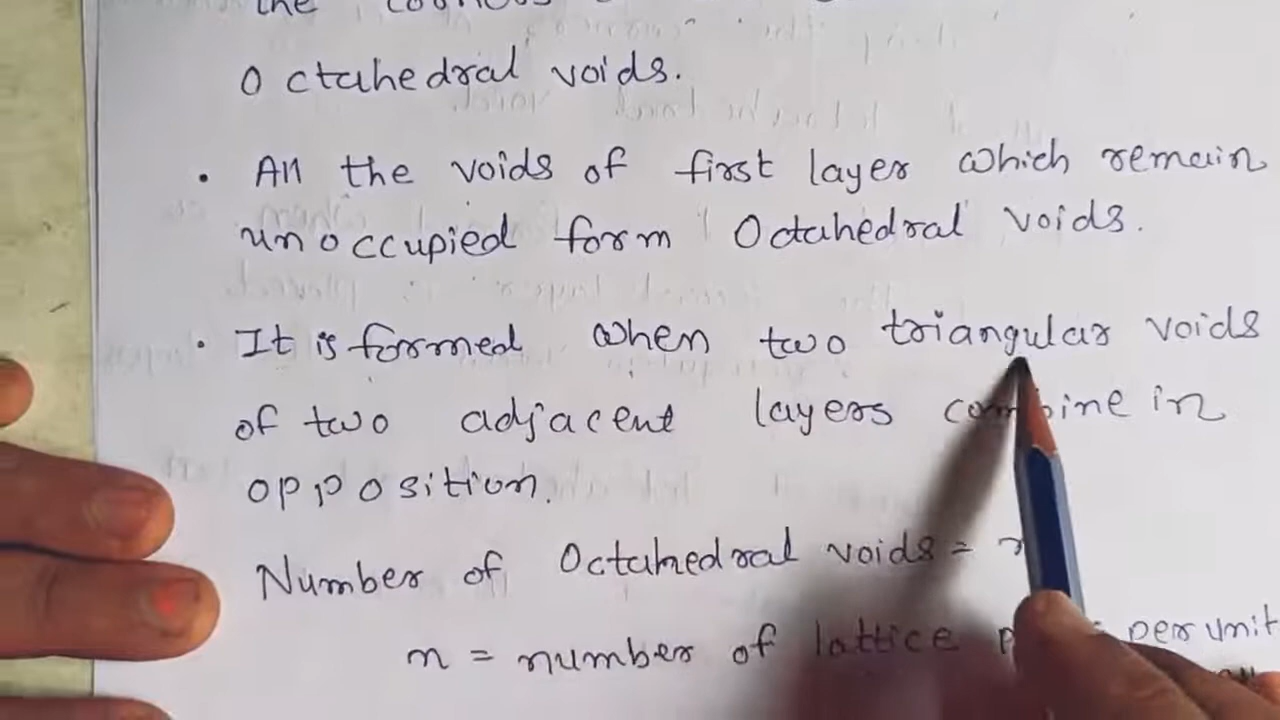 the
Octahedral voids.
. All the voids of first layer which remain
unoccupied form Octahedral voids.
. It is formed when two triangular voids
of two adjacent layers combine in
opposition.
Number of Octahedral voids =
n = number of lattice per unit